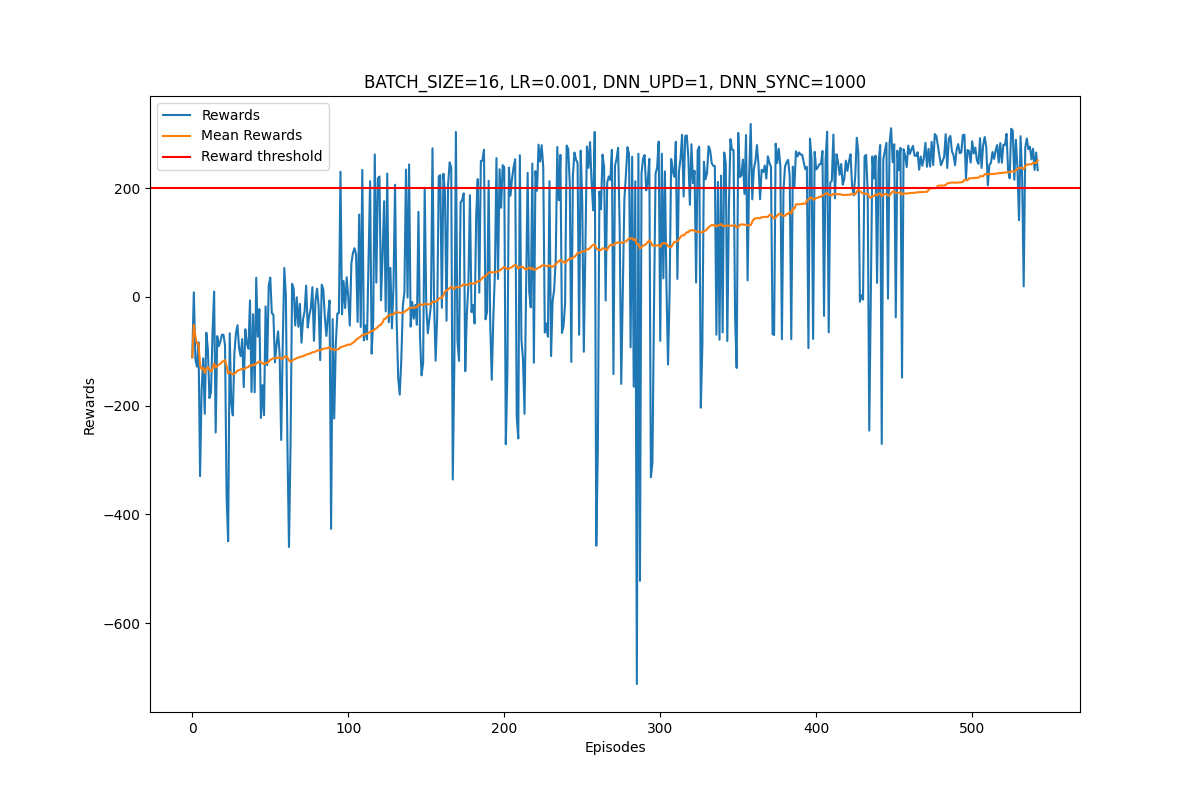 BATCH_SIZE=16, LR=0.001, DNN_UPD=1, DNN_SYNC=1000
Rewards
Mean Rewards
Reward threshold
200
0
−200
−400
−600
Rewards
0 100 200 300 400 500
Episodes